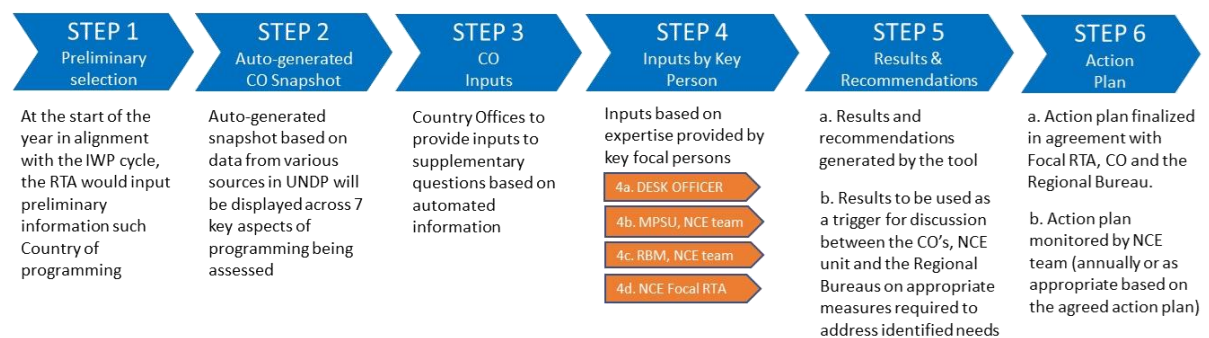 STEP 1
Preliminary
selection
At the start of the
year in alignment
with the IWP cycle,
the RTA would input
preliminary
information such
Country of
programming
STEP 2
Auto-generated
CO Snapshot
Auto-generated
snapshot based on
data from various
sources in UNDP will
be displayed across 7
key aspects of
programming being
assessed
STEP 3
CO
Inputs
Country Offices to
provide inputs to
supplementary
questions based on
automated
information
STEP 4
Inputs by Key
Person
Inputs based on
expertise provided by
key focal persons
4a. DESK OFFICER
4b. MPSU, NCE team
4c. RBM, NCE team
4d. NCE Focal RTA
STEP 5
Results &
Recommendations
a. Results and
recommendations
generated by the tool
b. Results to be used as
a trigger for discussion
between the CO's, NCE
unit and the Regional
Bureaus on appropriate
measures required to
address identified needs
STEP 6
Action
Plan
a. Action plan finalized
in agreement with
Focal RTA, CO and the
Regional Bureau.
b. Action plan
monitored by NCE
team (annually or as
appropriate based on
the agreed action plan)